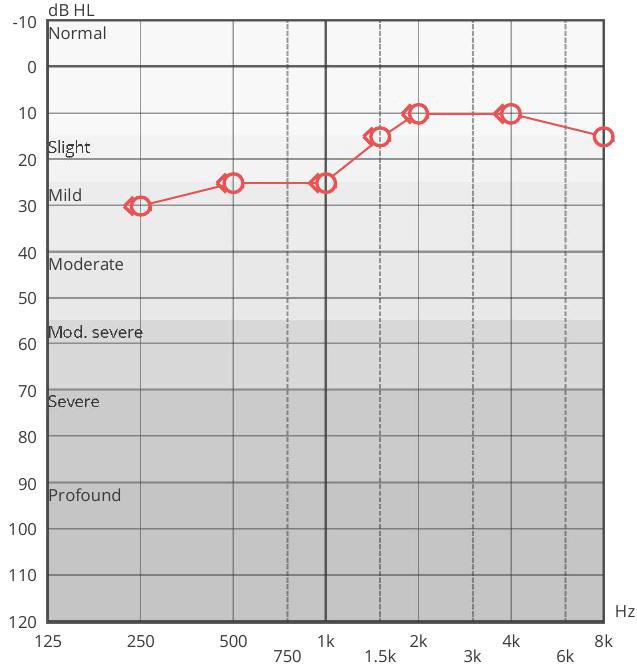 dB HL
-10
Normal
0
10
Slight
20
Mild
30
40
Moderate
50
Mod. severe
60
70
Severe
80
90
Profound
100
110
120
Hz
125 250 500 1k 2k 4k 8k
750 1.5k 3k 6k